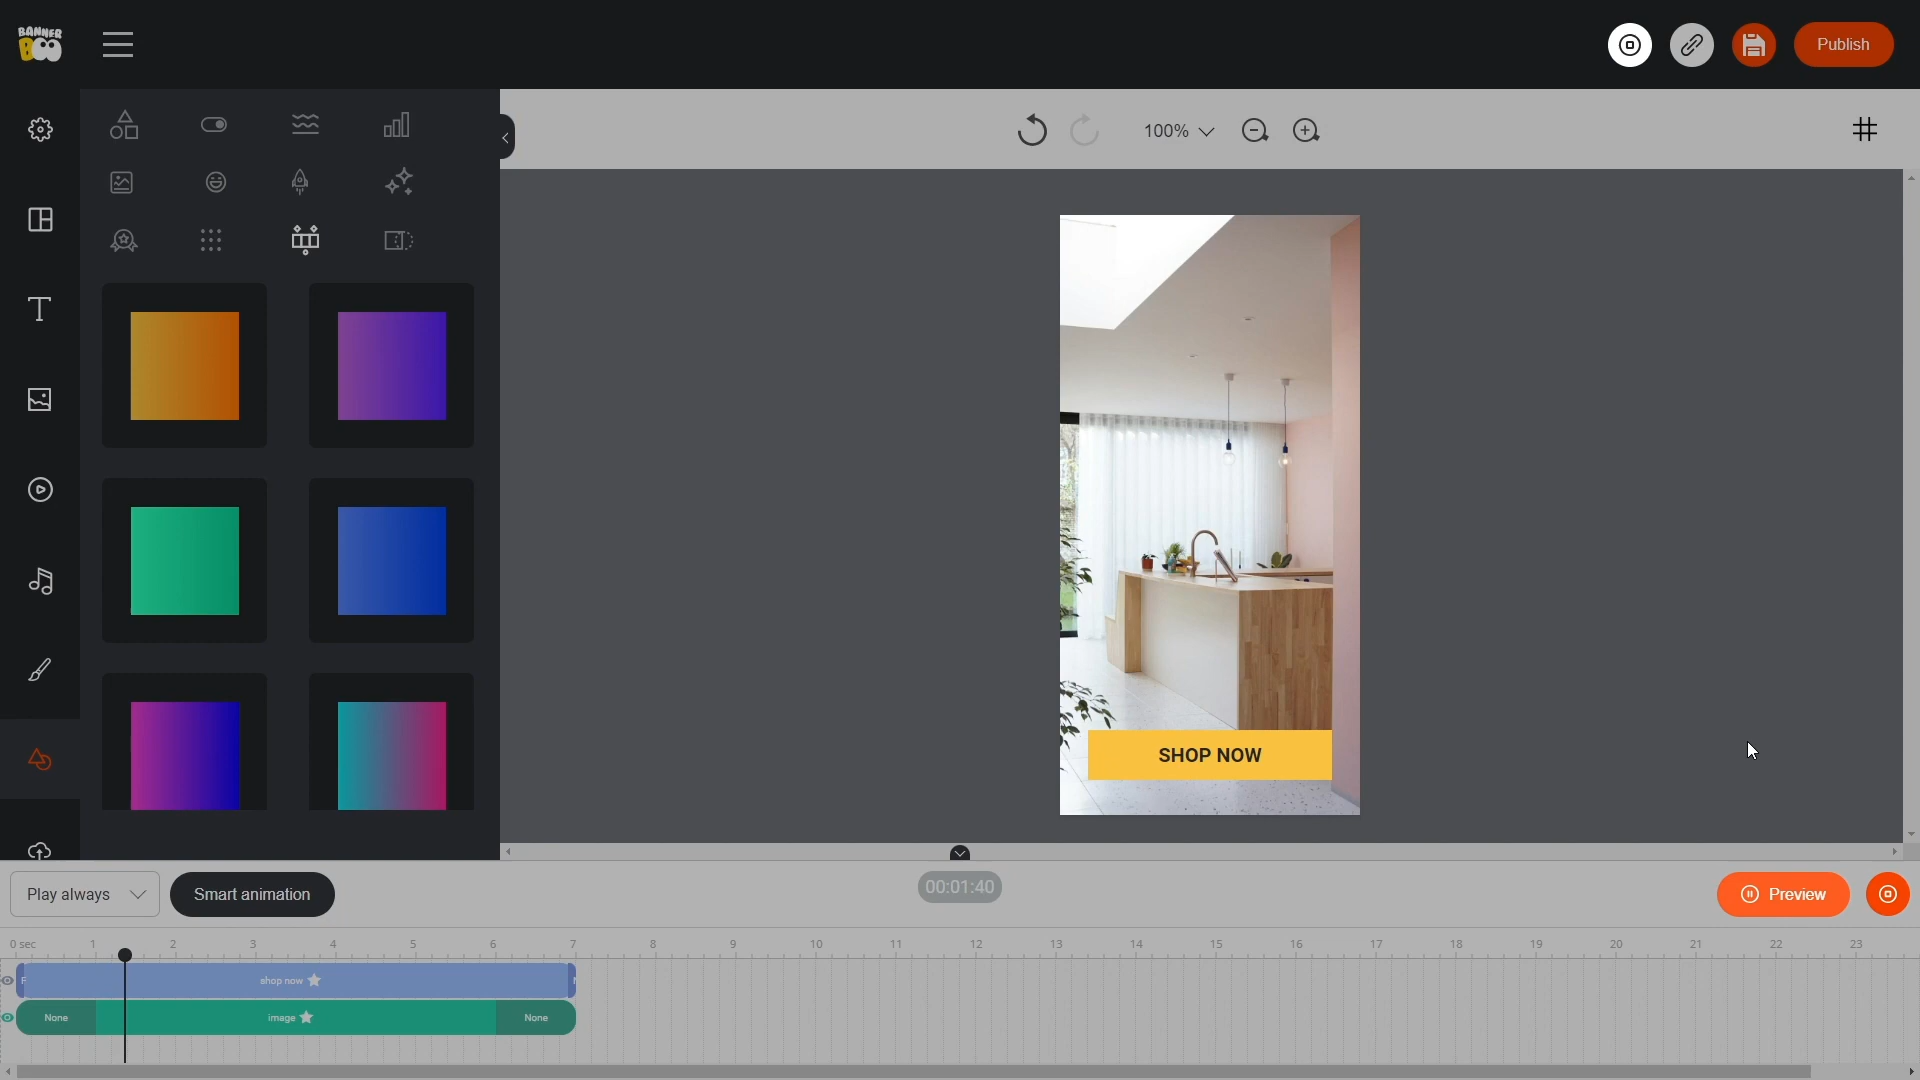 BANNER
BOO
Publish
100%
SHOP NOW
Play always
Smart animation
00:01:40
Preview
0 sec 1 2 3 4 5 6 7 8 9 10 11 12 13 14 15 16 17 18 19 20 21 22 23
F shop now
None image None